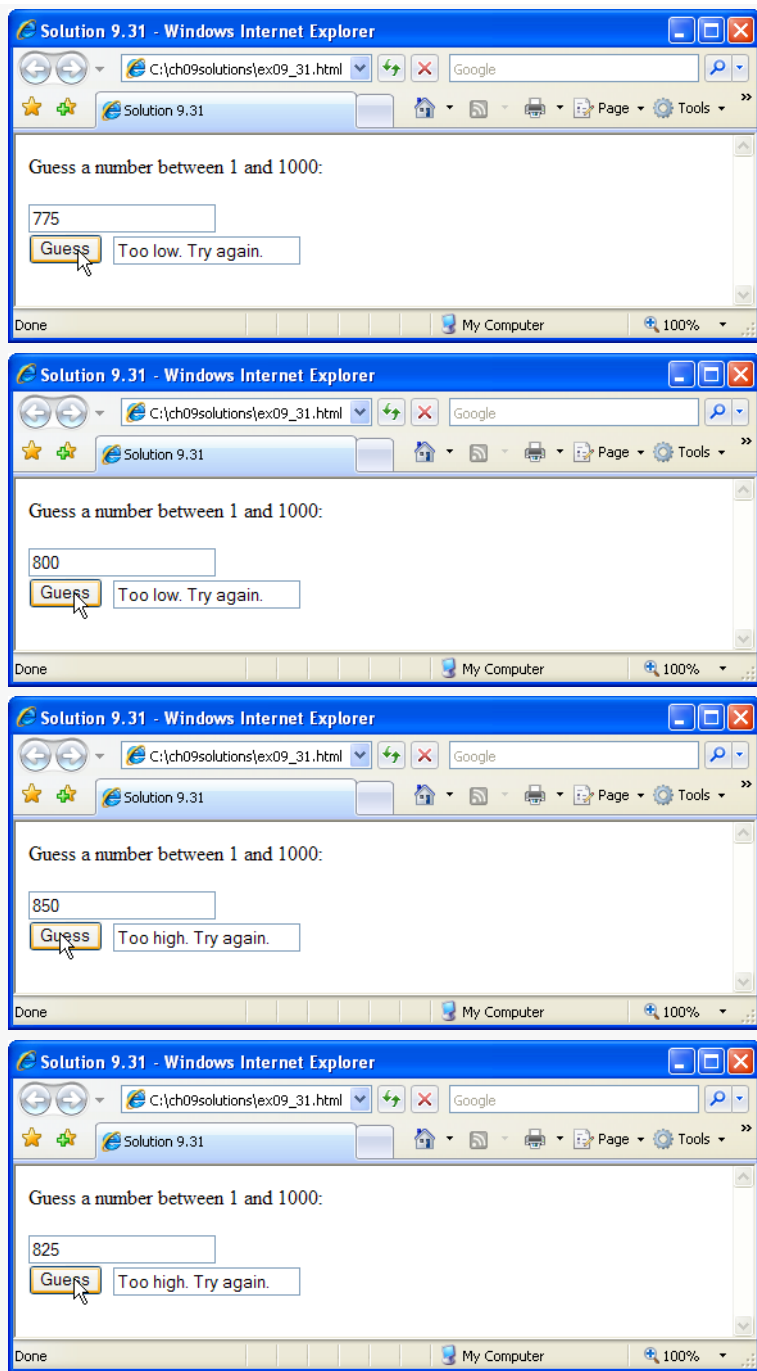 Solution 9.31 - Windows Internet Explorer
C:\ch09solutions\ex09_31.html Google
Solution 9.31 Page Tools »
Guess a number between 1 and 1000:
775
Guess Too low. Try again.
Done My Computer 100%
Solution 9.31 - Windows Internet Explorer
C:\ch09solutions\ex09_31.html Google
Solution 9.31 Page Tools »
Guess a number between 1 and 1000:
800
Guess Too low. Try again.
Done My Computer 100%
Solution 9.31 - Windows Internet Explorer
C:\ch09solutions\ex09_31.html Google
Solution 9.31 Page Tools »
Guess a number between 1 and 1000:
850
Guess Too high. Try again.
Done My Computer 100%
Solution 9.31 - Windows Internet Explorer
C:\ch09solutions\ex09_31.html Google
Solution 9.31 Page Tools »
Guess a number between 1 and 1000:
825
Guess Too high. Try again.
Done My Computer 100%